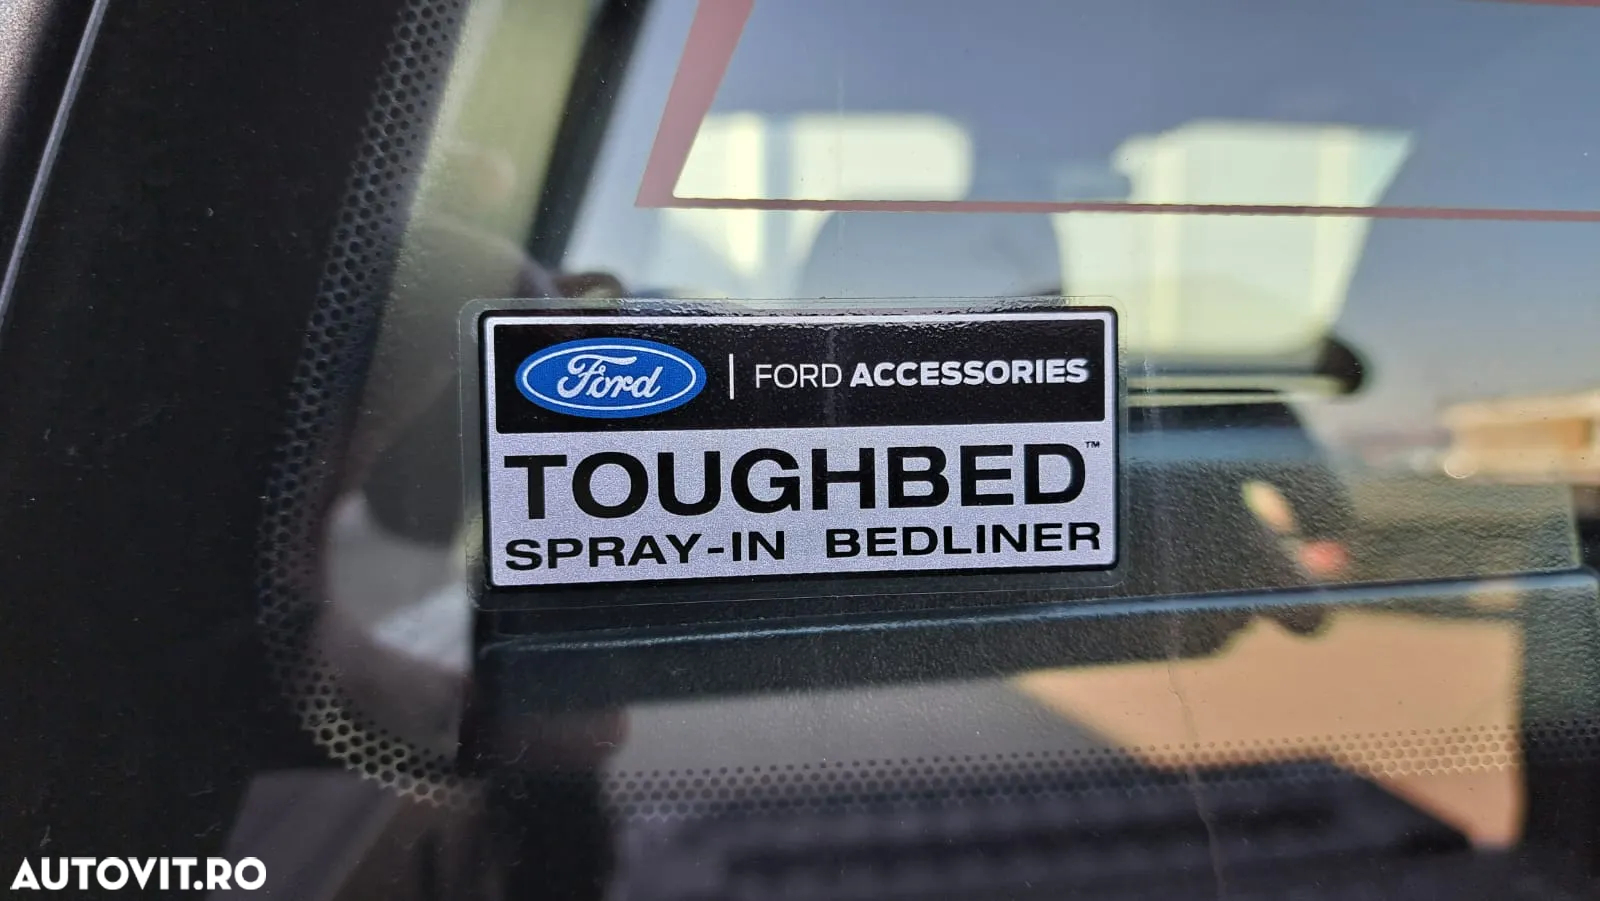 Ford | FORD ACCESSORIES
TOUGHBED™
SPRAY-IN BEDLINER
AUTOVIT.RO